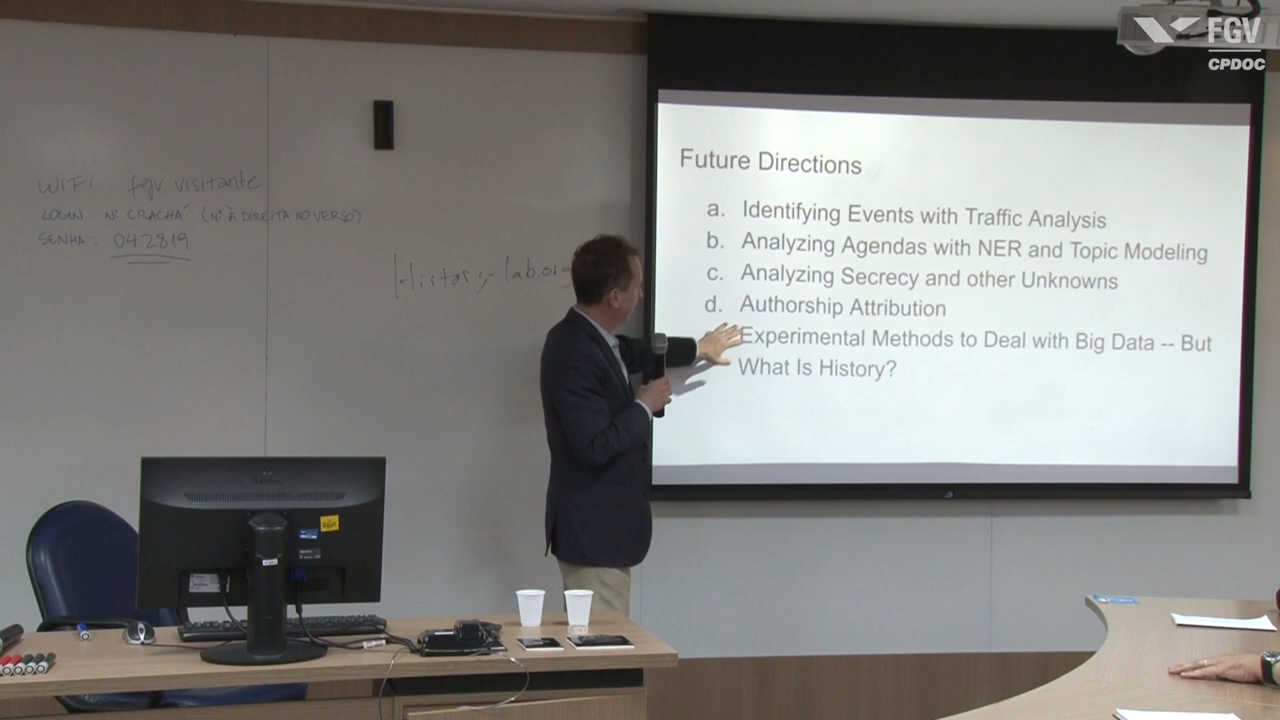 FGV
CPDOC
WIFI: fgv visitante
LOGIN Nº CRACHÁ (Nº À DIREITA NO VERSO)
SENHA: 042819
History-lab.org
Future Directions
a. Identifying Events with Traffic Analysis
b. Analyzing Agendas with NER and Topic Modeling
c. Analyzing Secrecy and other Unknowns
d. Authorship Attribution
Experimental Methods to Deal with Big Data -- But
What Is History?